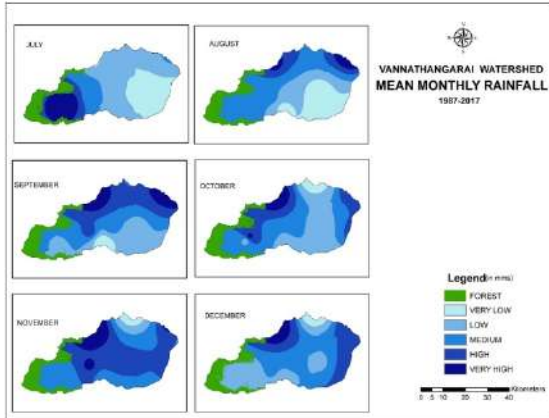 JULY
AUGUST
N
VANNATHANGARAI WATERSHED
MEAN MONTHLY RAINFALL
1987-2017
SEPTEMBER
OCTOBER
NOVEMBER
DECEMBER
Legend(in mms)
FOREST
VERY LOW
LOW
MEDIUM
HIGH
VERY HIGH
Kilometers
0 5 10 20 30 40